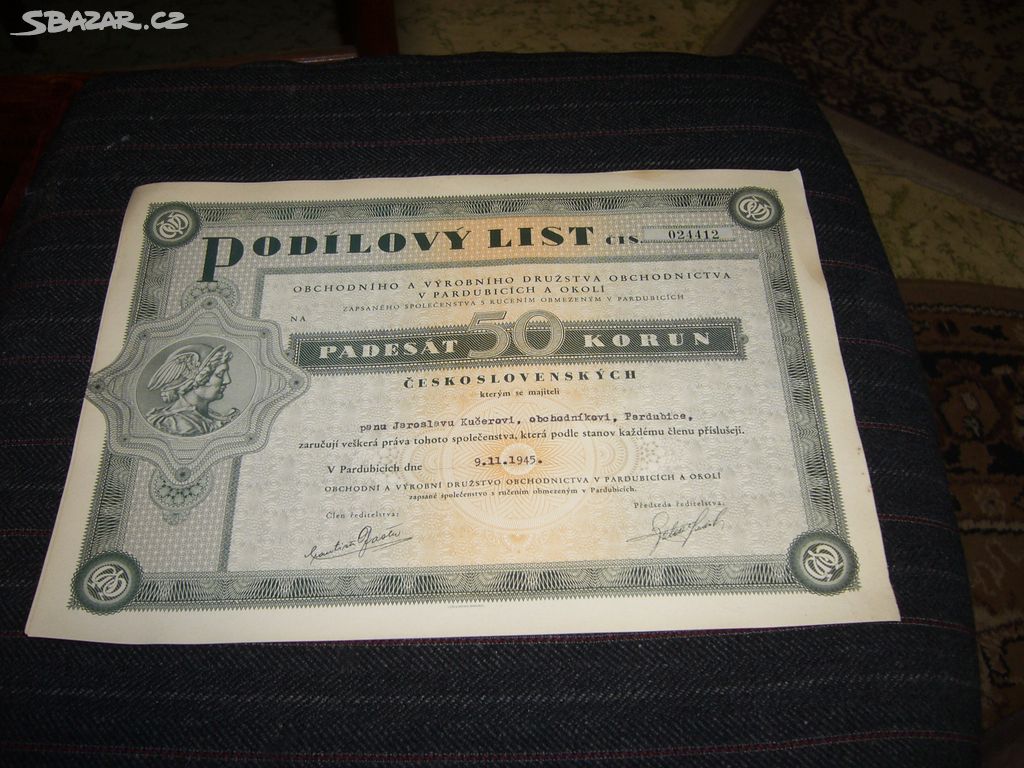 SBAZAR.CZ
PODÍLOVÝ LIST ČÍS. 024412
OBCHODNÍHO A VÝROBNÍHO DRUŽSTVA OBCHODNICTVA
V PARDUBICÍCH A OKOLÍ
ZAPSANÉHO SPOLEČENSTVA S RUČENÍM OBMEZENÝM V PARDUBICÍCH
NA
PADESÁT 50 KORUN
ČESKOSLOVENSKÝCH
kterým se majiteli
panu Jaroslavu Kučerovi, obchodníkovi, Pardubice,
zaručují veškerá práva tohoto společenstva, která podle stanov každému členu příslušejí.
V Pardubicích dne 9.11.1945.
OBCHODNÍ A VÝROBNÍ DRUŽSTVO OBCHODNICTVA V PARDUBICÍCH A OKOLÍ
zapsané společenstvo s ručením obmezeným v Pardubicích.
Člen ředitelstva: Předseda ředitelstva: